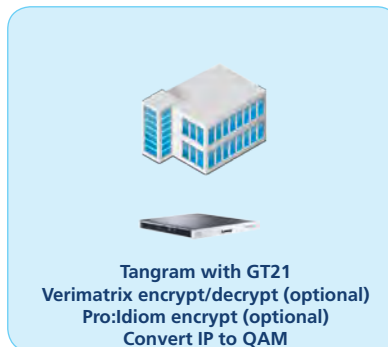 Tangram with GT21
Verimatrix encrypt/decrypt (optional)
Pro:Idiom encrypt (optional)
Convert IP to QAM